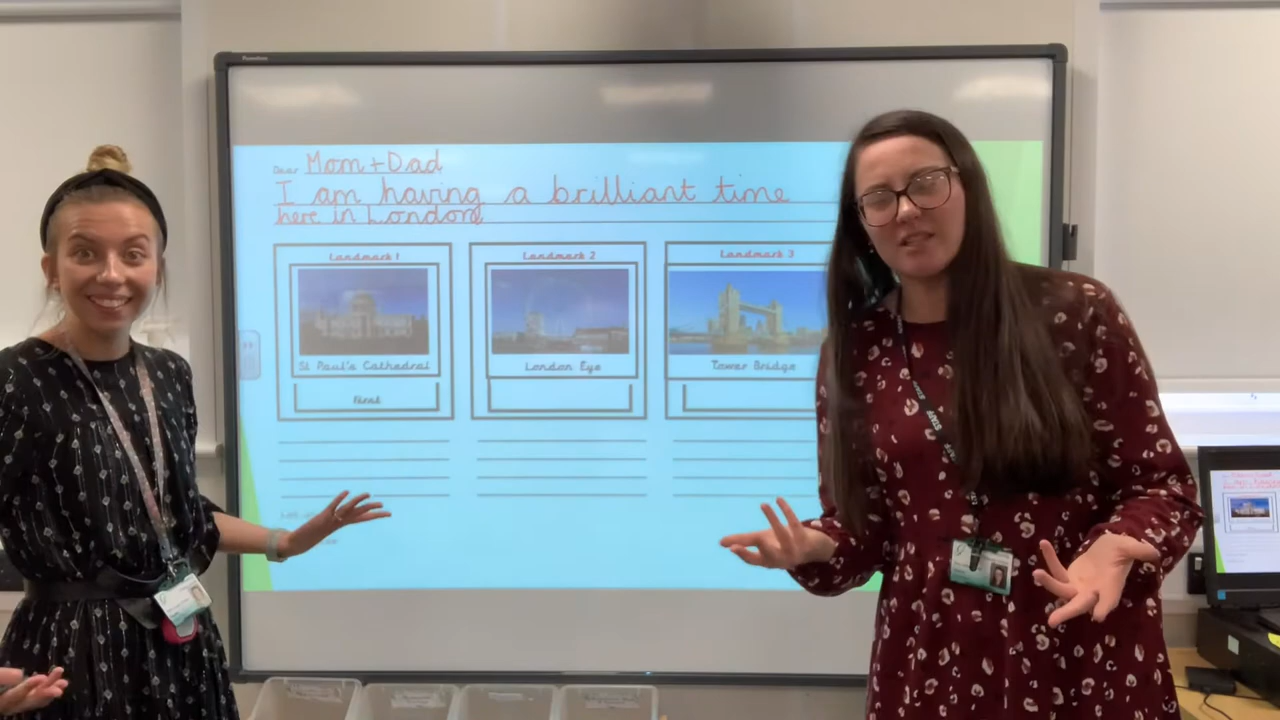 Dear Mom + Dad
I am having a brilliant time
here in London
Landmark 1
Landmark 2
Landmark 3
St Paul's Cathedral
London Eye
Tower Bridge
First
STAFF